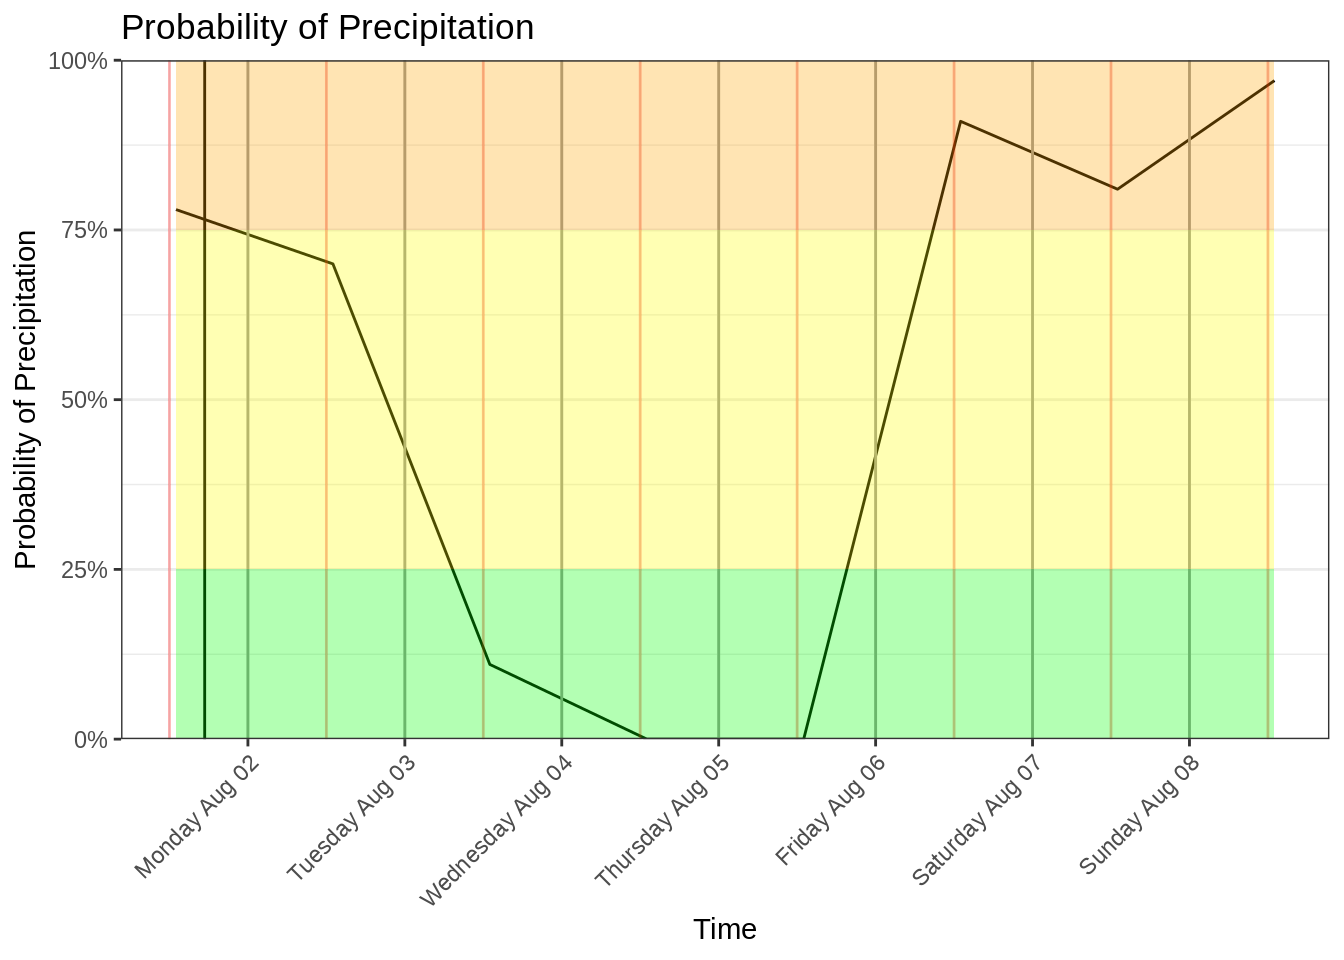 Probability of Precipitation
100%
75%
50%
25%
0%
Probability of Precipitation
Monday Aug 02
Tuesday Aug 03
Wednesday Aug 04
Thursday Aug 05
Friday Aug 06
Saturday Aug 07
Sunday Aug 08
Time